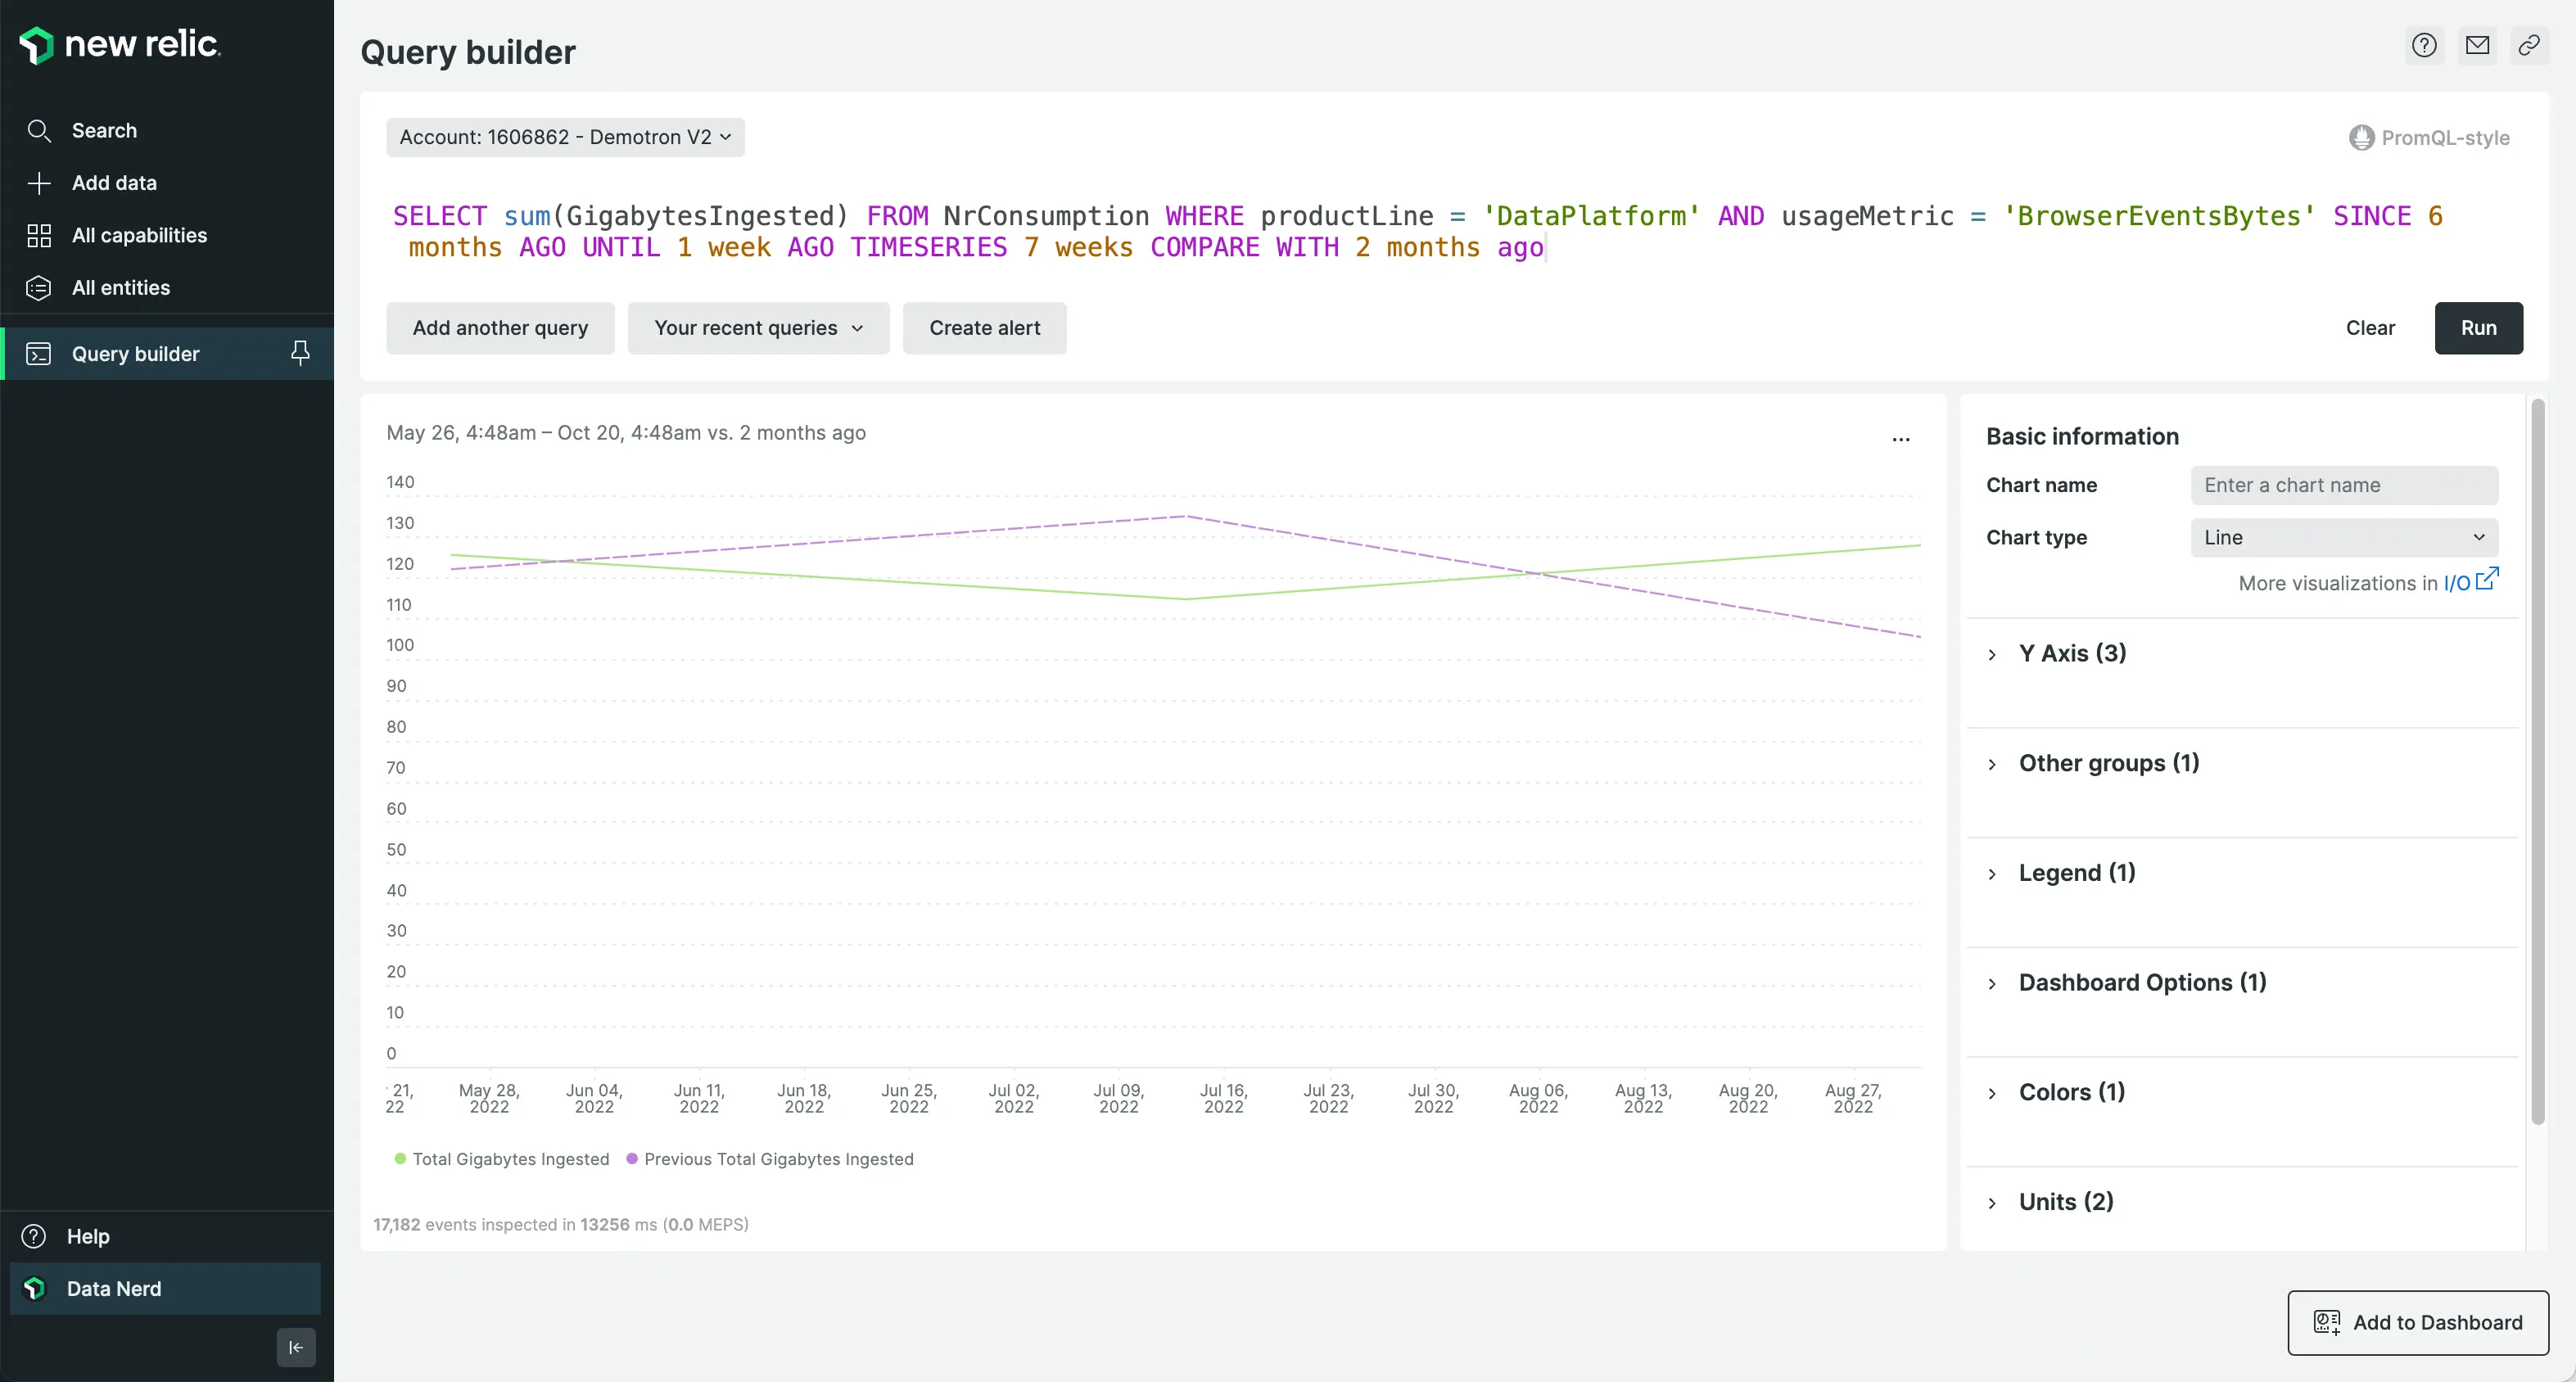 new relic.
Search
Add data
All capabilities
All entities
Query builder
Help
Data Nerd
Query builder
Account: 1606862 - Demotron V2
PromQL-style
SELECT sum(GigabytesIngested) FROM NrConsumption WHERE productLine = 'DataPlatform' AND usageMetric = 'BrowserEventsBytes' SINCE 6
months AGO UNTIL 1 week AGO TIMESERIES 7 weeks COMPARE WITH 2 months ago
Add another query
Your recent queries
Create alert
Clear
Run
May 26, 4:48am – Oct 20, 4:48am vs. 2 months ago
...
140
130
120
110
100
90
80
70
60
50
40
30
20
10
0
21, May 28, Jun 04, Jun 11, Jun 18, Jun 25, Jul 02, Jul 09, Jul 16, Jul 23, Jul 30, Aug 06, Aug 13, Aug 20, Aug 27,
22 2022 2022 2022 2022 2022 2022 2022 2022 2022 2022 2022 2022 2022 2022
Total Gigabytes Ingested Previous Total Gigabytes Ingested
17,182 events inspected in 13256 ms (0.0 MEPS)
Basic information
Chart name Enter a chart name
Chart type Line
More visualizations in I/O
Y Axis (3)
Other groups (1)
Legend (1)
Dashboard Options (1)
Colors (1)
Units (2)
Add to Dashboard